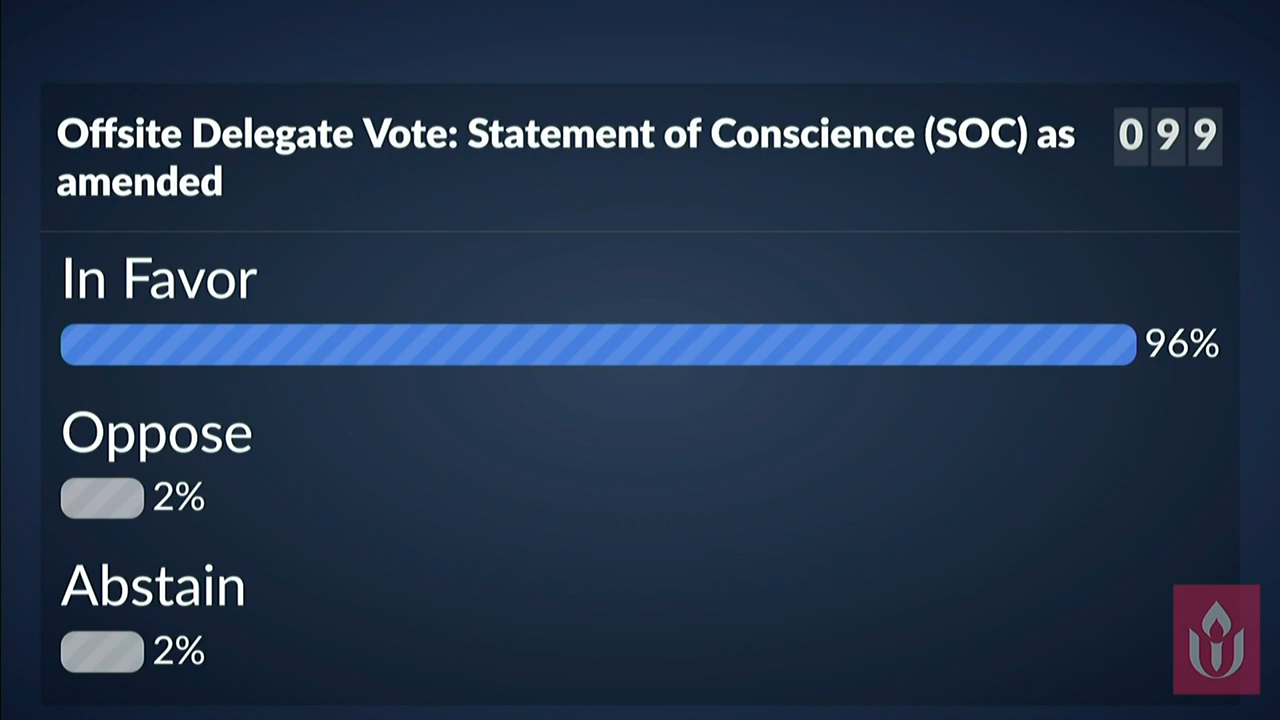 Offsite Delegate Vote: Statement of Conscience (SOC) as
amended
099
In Favor
96%
Oppose
2%
Abstain
2%